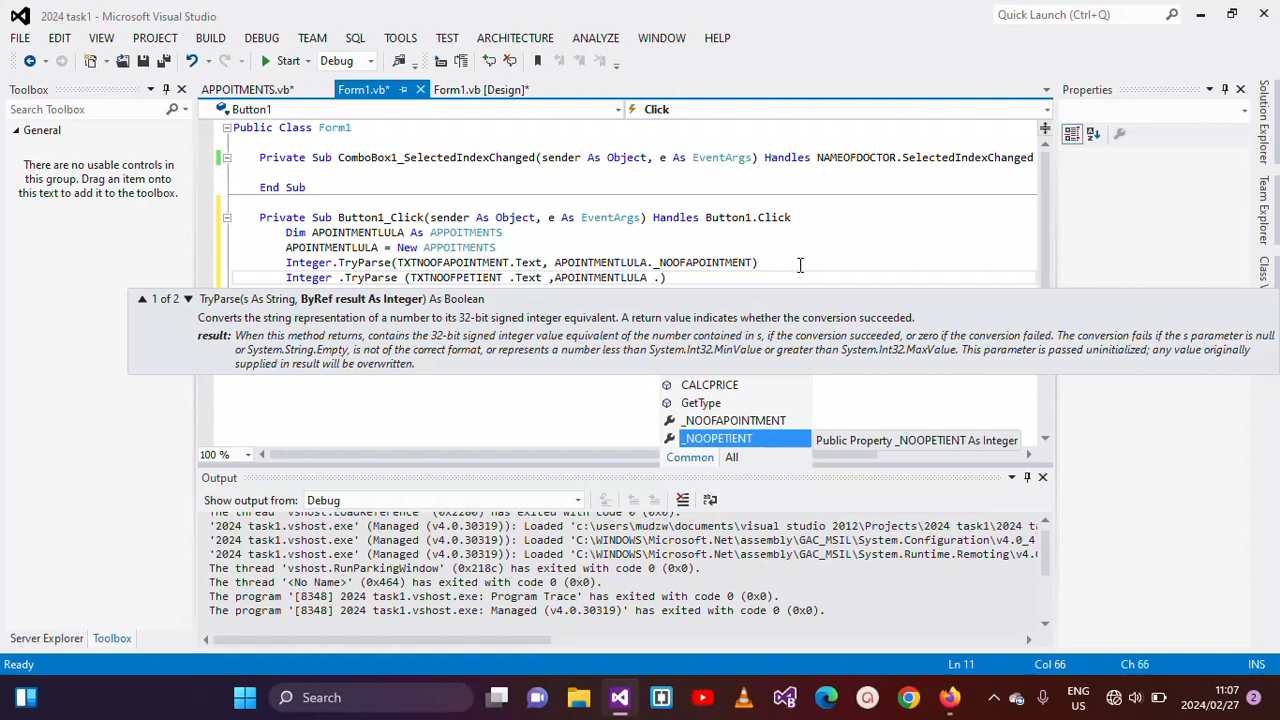 2024 task1 - Microsoft Visual Studio
Quick Launch (Ctrl+Q)
FILE EDIT VIEW PROJECT BUILD DEBUG TEAM SQL TOOLS TEST ARCHITECTURE ANALYZE WINDOW HELP
Start Debug
Toolbox
APPOITMENTS.vb* Form1.vb* Form1.vb [Design]*
Properties
Search Toolbox
Button1 Click
General
There are no usable controls in
this group. Drag an item onto
this text to add it to the toolbox.
Public Class Form1
Private Sub ComboBox1_SelectedIndexChanged(sender As Object, e As EventArgs) Handles NAMEOFDOCTOR.SelectedIndexChanged
End Sub
Private Sub Button1_Click(sender As Object, e As EventArgs) Handles Button1.Click
Dim APOINTMENTLULA As APPOITMENTS
APOINTMENTLULA = New APPOITMENTS
Integer.TryParse(TXTNOOFAPOINTMENT.Text, APOINTMENTLULA._NOOFAPOINTMENT)
Integer .TryParse (TXTNOOFPETIENT .Text ,APOINTMENTLULA .)
1 of 2 TryParse(s As String, ByRef result As Integer) As Boolean
Converts the string representation of a number to its 32-bit signed integer equivalent. A return value indicates whether the conversion succeeded.
result: When this method returns, contains the 32-bit signed integer value equivalent of the number contained in s, if the conversion succeeded, or zero if the conversion failed. The conversion fails if the s parameter is null
or System.String.Empty, is not of the correct format, or represents a number less than System.Int32.MinValue or greater than System.Int32.MaxValue. This parameter is passed uninitialized; any value originally
supplied in result will be overwritten.
CALCPRICE
GetType
_NOOFAPOINTMENT
_NOOPETIENT Public Property _NOOPETIENT As Integer
Common All
100 %
Solution Explorer
Team Explorer
Class
Output
Show output from: Debug
The thread 'vshost.LoadReference' (0x2280) has exited with code 0 (0x0).
'2024 task1.vshost.exe' (Managed (v4.0.30319)): Loaded 'c:\users\mudzw\documents\visual studio 2012\Projects\2024 task1\2024 t
'2024 task1.vshost.exe' (Managed (v4.0.30319)): Loaded 'C:\WINDOWS\Microsoft.Net\assembly\GAC_MSIL\System.Configuration\v4.0_4
'2024 task1.vshost.exe' (Managed (v4.0.30319)): Loaded 'C:\WINDOWS\Microsoft.Net\assembly\GAC_MSIL\System.Runtime.Remoting\v4.0
The thread 'vshost.RunParkingWindow' (0x218c) has exited with code 0 (0x0).
The thread '<No Name>' (0x464) has exited with code 0 (0x0).
The program '[8348] 2024 task1.vshost.exe: Program Trace' has exited with code 0 (0x0).
The program '[8348] 2024 task1.vshost.exe: Managed (v4.0.30319)' has exited with code 0 (0x0).
Server Explorer Toolbox
Ready Ln 11 Col 66 Ch 66 INS
Search
ENG
US
11:07
2024/02/27
2